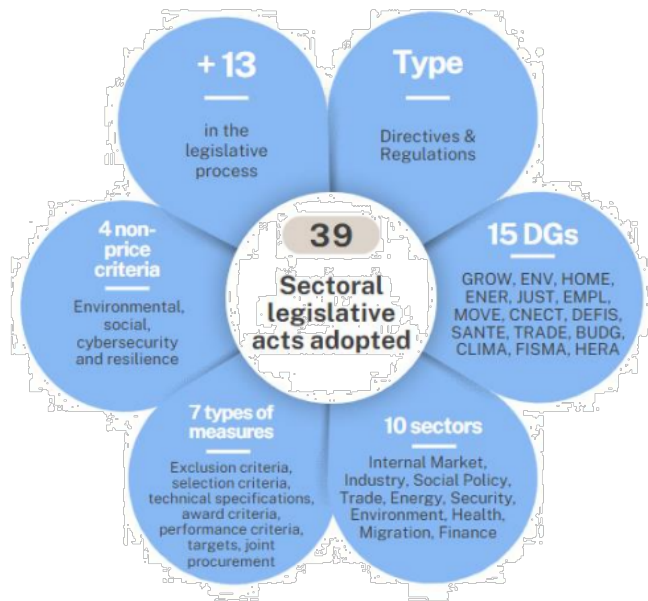 + 13
in the
legislative
process
Type
Directives &
Regulations
15 DGs
GROW, ENV, HOME,
ENER, JUST, EMPL,
MOVE, CNECT, DEFIS,
SANTE, TRADE, BUDG,
CLIMA, FISMA, HERA
10 sectors
Internal Market,
Industry, Social Policy,
Trade, Energy, Security,
Environment, Health,
Migration, Finance
7 types of
measures
Exclusion criteria,
selection criteria,
technical specifications,
award criteria,
performance criteria,
targets, joint
procurement
4 non-
price
criteria
Environmental,
social,
cybersecurity
and resilience
39
Sectoral
legislative
acts adopted